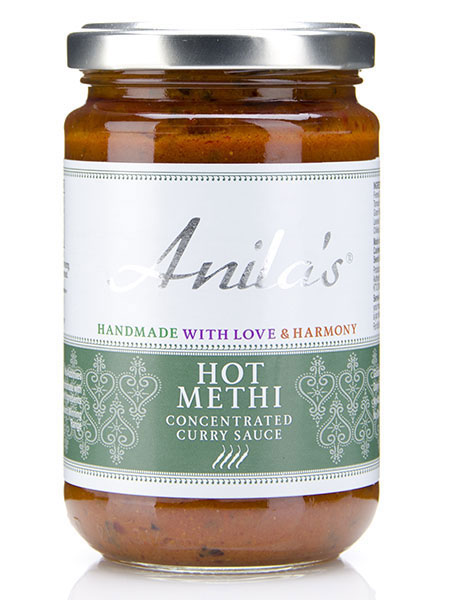 Anila's®
HANDMADE WITH LOVE & HARMONY
HOT
METHI
CONCENTRATED
CURRY SAUCE